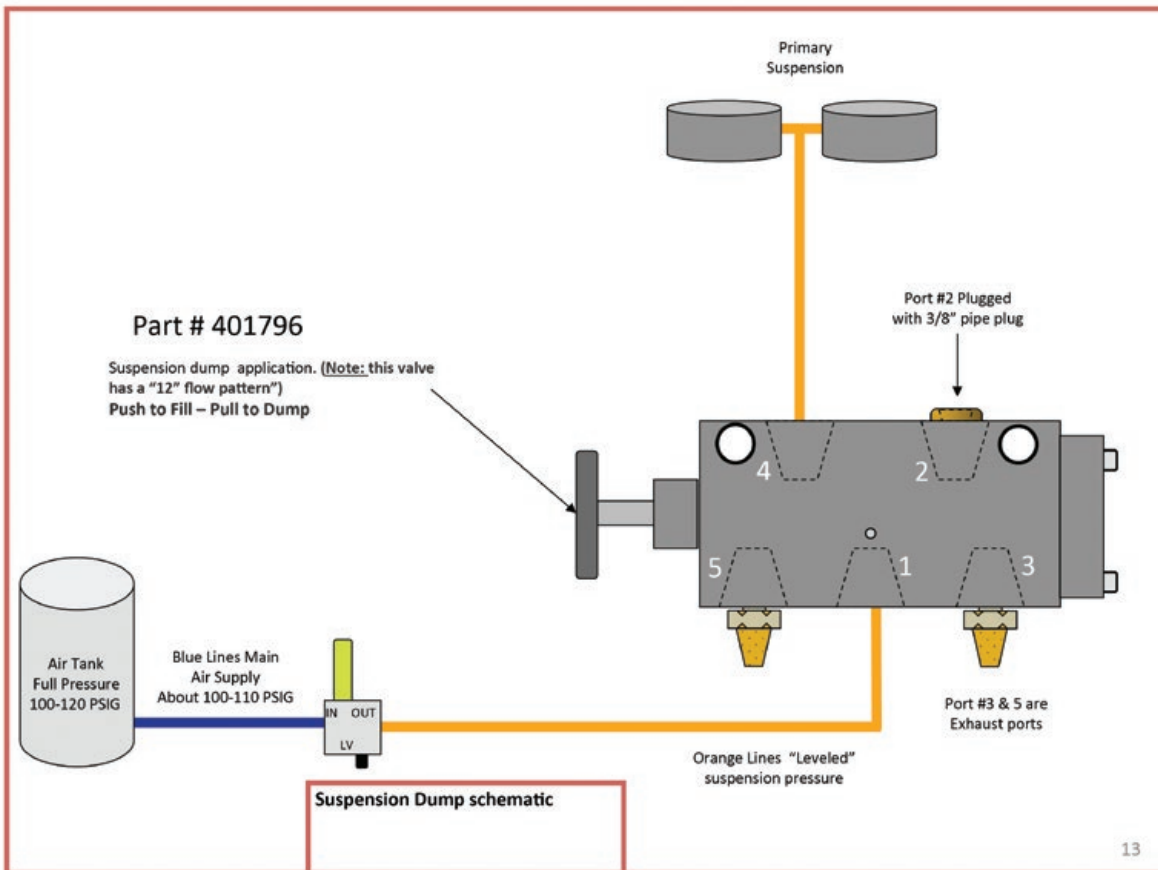 Primary
Suspension
Port #2 Plugged
with 3/8" pipe plug
Part # 401796
Suspension dump application. (Note: this valve
has a "12" flow pattern")
Push to Fill – Pull to Dump
4
2
5
1
3
Air Tank
Full Pressure
100-120 PSIG
Blue Lines Main
Air Supply
About 100-110 PSIG
IN OUT
LV
Port #3 & 5 are
Exhaust ports
Orange Lines "Leveled"
suspension pressure
Suspension Dump schematic
13